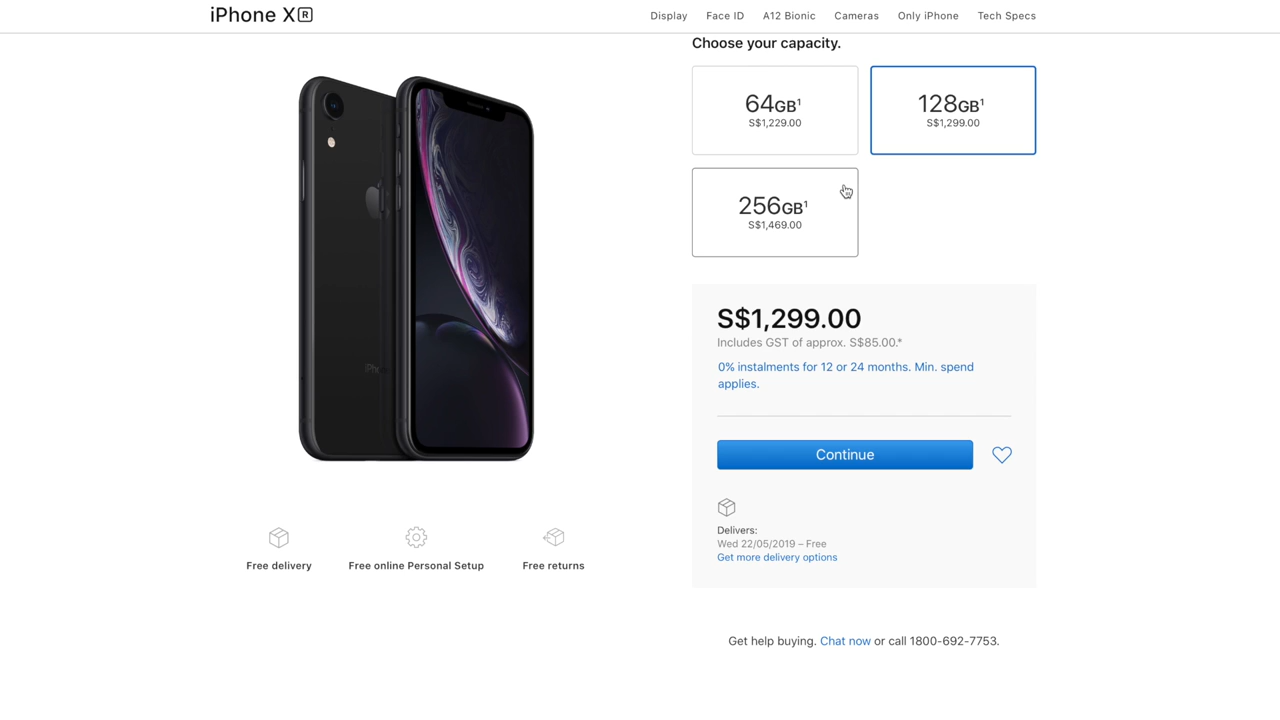 iPhone XR
Display Face ID A12 Bionic Cameras Only iPhone Tech Specs
Choose your capacity.
64GB¹
S$1,229.00
128GB¹
S$1,299.00
256GB¹
S$1,469.00
S$1,299.00
Includes GST of approx. S$85.00.*
0% instalments for 12 or 24 months. Min. spend
applies.
Continue
Delivers:
Wed 22/05/2019 – Free
Get more delivery options
Free delivery
Free online Personal Setup
Free returns
Get help buying. Chat now or call 1800-692-7753.